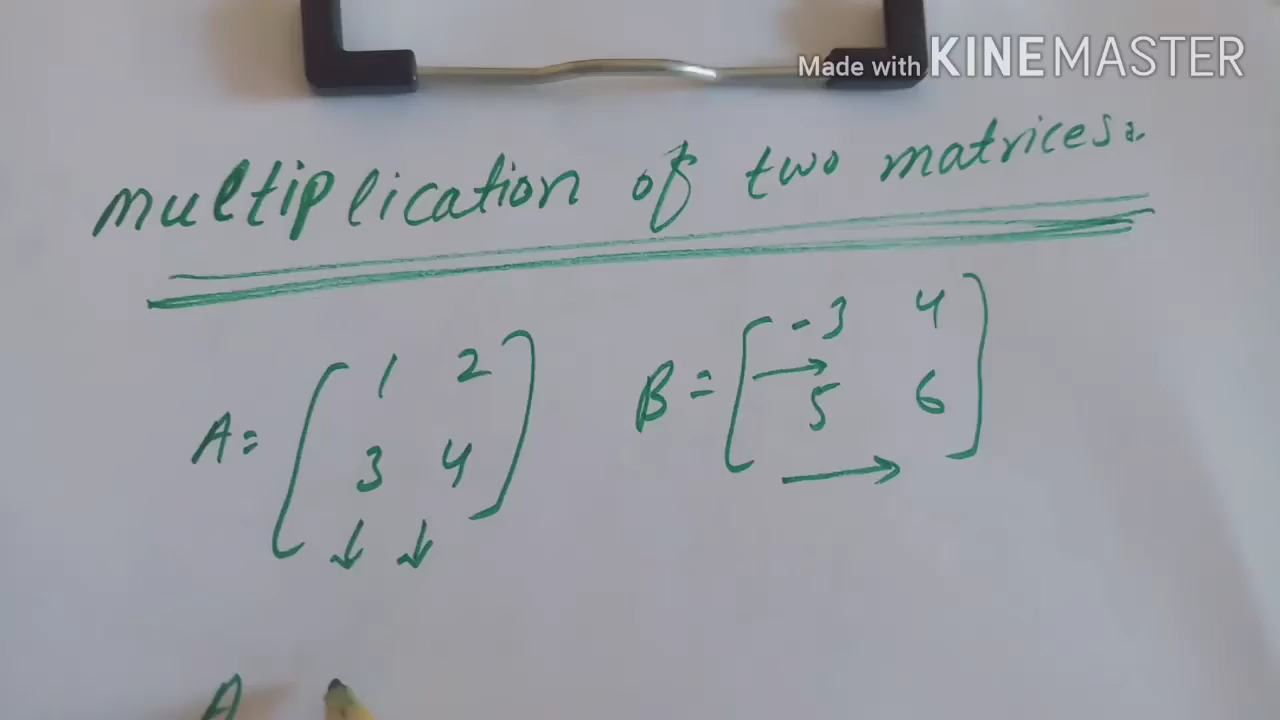 Made with KINEMASTER
multiplication of two matrices:
A = [ 1 2
3 4 ]
B = [ -3 4
5 6 ]
A